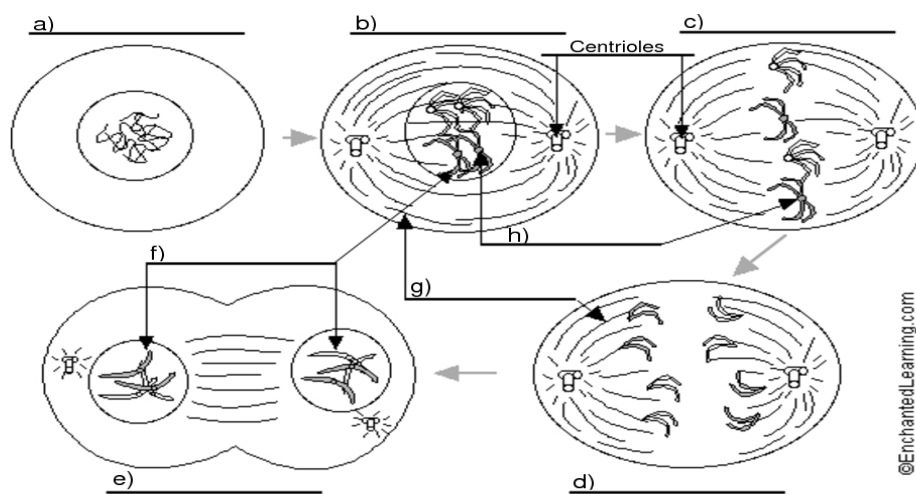 a)
b)
c)
Centrioles
h)
f)
g)
e)
d)
©EnchantedLearning.com